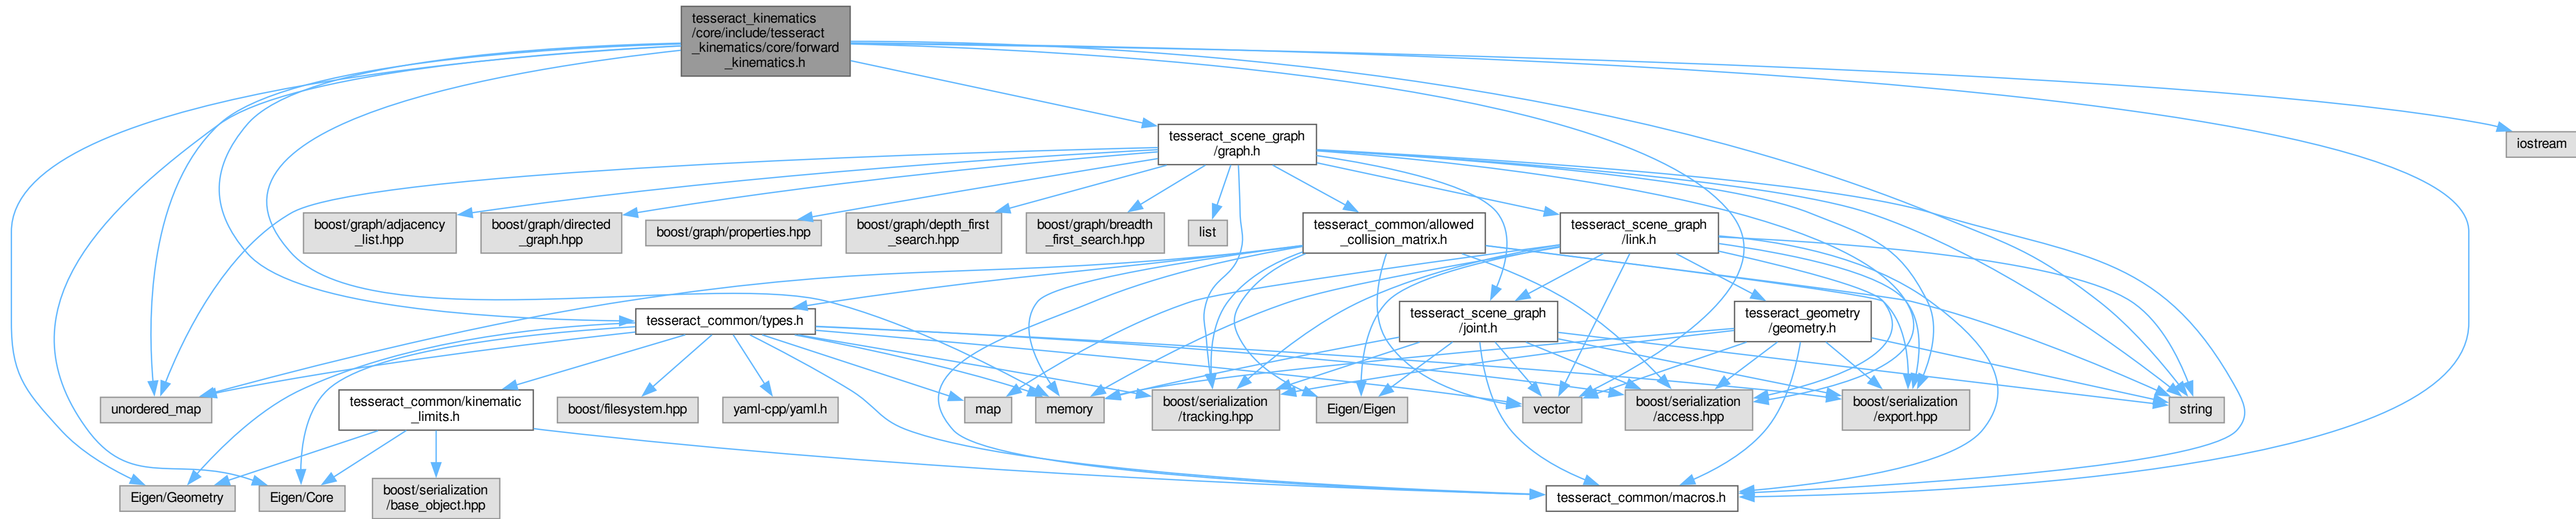 tesseract_kinematics
/core/include/tesseract
_kinematics/core/forward
_kinematics.h
tesseract_scene_graph
/graph.h
iostream
boost/graph/adjacency
_list.hpp
boost/graph/directed
_graph.hpp
boost/graph/properties.hpp
boost/graph/depth_first
_search.hpp
boost/graph/breadth
_first_search.hpp
list
tesseract_common/allowed
_collision_matrix.h
tesseract_scene_graph
/link.h
tesseract_common/types.h
tesseract_scene_graph
/joint.h
tesseract_geometry
/geometry.h
unordered_map
tesseract_common/kinematic
_limits.h
boost/filesystem.hpp
yaml-cpp/yaml.h
map
memory
boost/serialization
/tracking.hpp
Eigen/Eigen
vector
boost/serialization
/access.hpp
boost/serialization
/export.hpp
string
Eigen/Geometry
Eigen/Core
boost/serialization
/base_object.hpp
tesseract_common/macros.h